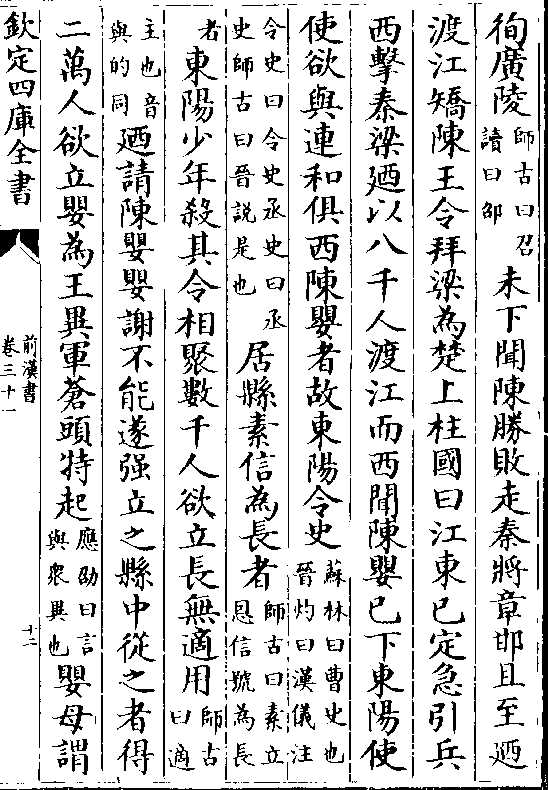 徇廣陵師古曰召讀曰邵未下聞陳勝敗走秦將章邯且至廼
渡江矯陳王令拜梁為楚上柱國曰江東已定急引兵
西擊秦梁廼以八千人渡江而西聞陳嬰已下東陽使
使欲與連和俱西陳嬰者故東陽令史蘇林曰曹史也晉灼曰漢儀注
令史曰令史丞史曰丞史師古曰晉說是也居縣素信為長者師古曰素立恩信號為長
者東陽少年殺其令相聚數千人欲立長無適用師古曰適
主也音與的同廼請陳嬰嬰謝不能遂强立之縣中從之者得
二萬人欲立嬰為王異軍蒼頭特起應劭曰言與衆異也嬰母謂
欽定四庫全書
前漢書
卷三十一
十二